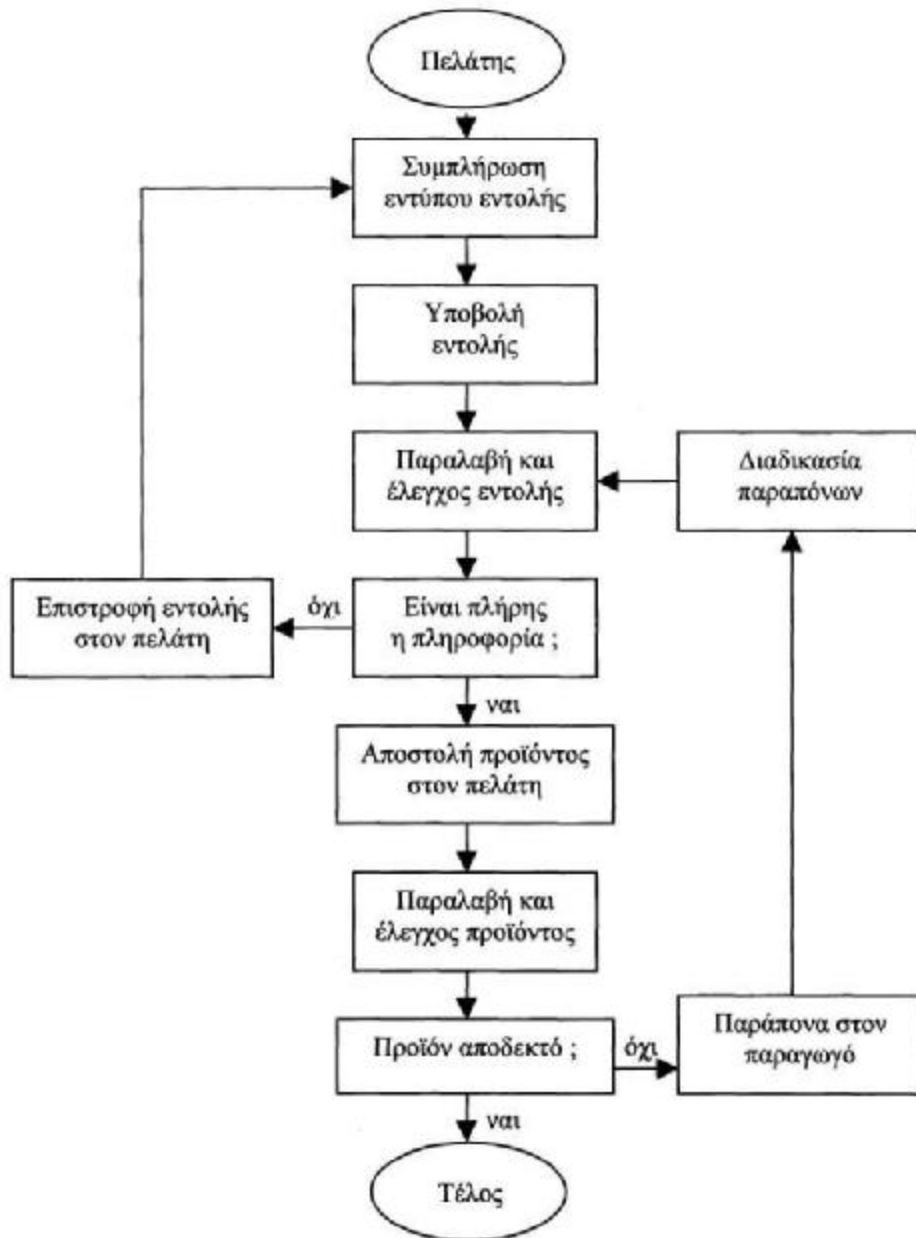 Πελάτης
Συμπλήρωση
εντύπου εντολής
Υποβολή
εντολής
Παραλαβή και
έλεγχος εντολής
Διαδικασία
παραπόνων
Είναι πλήρης
η πληροφορία ;
όχι
Επιστροφή εντολής
στον πελάτη
ναι
Αποστολή προϊόντος
στον πελάτη
Παραλαβή και
έλεγχος προϊόντος
Προϊόν αποδεκτό ;
όχι
Παράπονα στον
παραγωγό
ναι
Τέλος